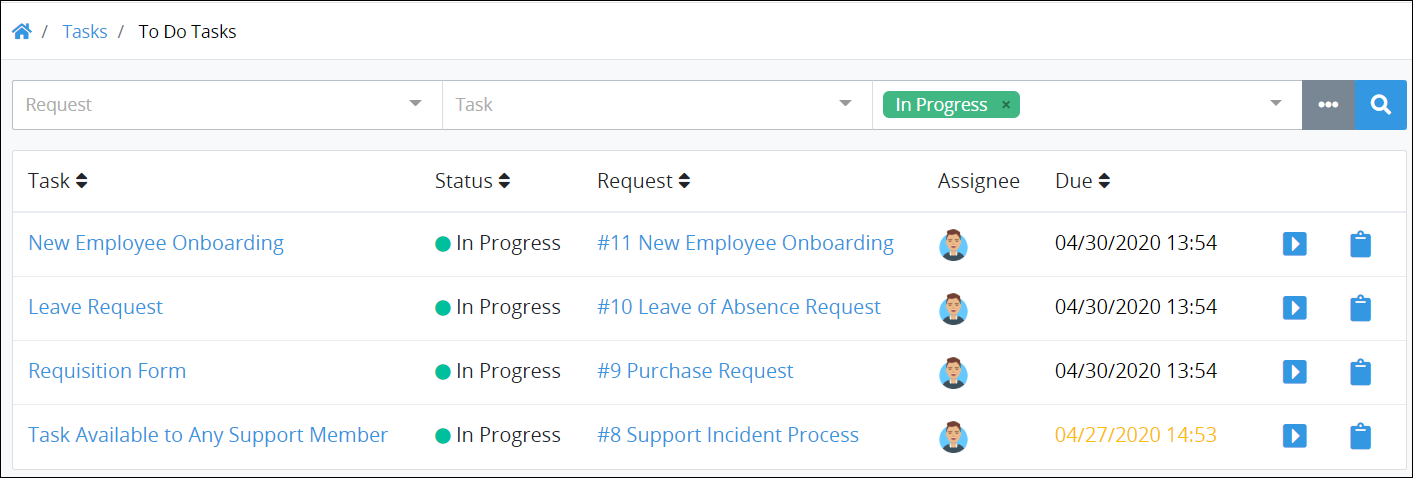 / Tasks / To Do Tasks
Request Task In Progress ×
Task Status Request Assignee Due
New Employee Onboarding In Progress #11 New Employee Onboarding 04/30/2020 13:54
Leave Request In Progress #10 Leave of Absence Request 04/30/2020 13:54
Requisition Form In Progress #9 Purchase Request 04/30/2020 13:54
Task Available to Any Support Member In Progress #8 Support Incident Process 04/27/2020 14:53